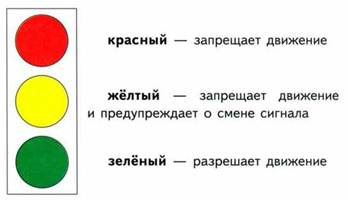 красный — запрещает движение
жёлтый — запрещает движение
и предупреждает о смене сигнала
зелёный — разрешает движение